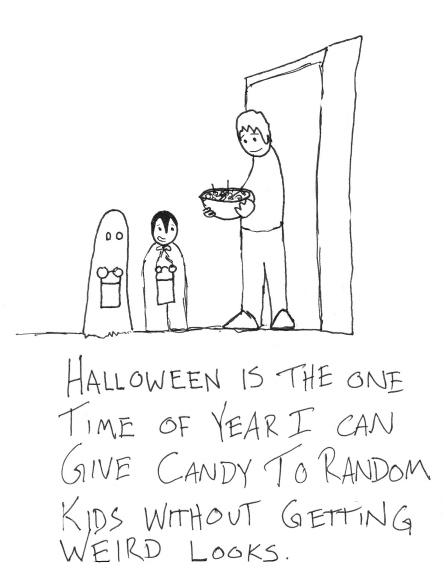 HALLOWEEN IS THE ONE
TIME OF YEAR I CAN
GIVE CANDY TO RANDOM
KIDS WITHOUT GETTING
WEIRD LOOKS.